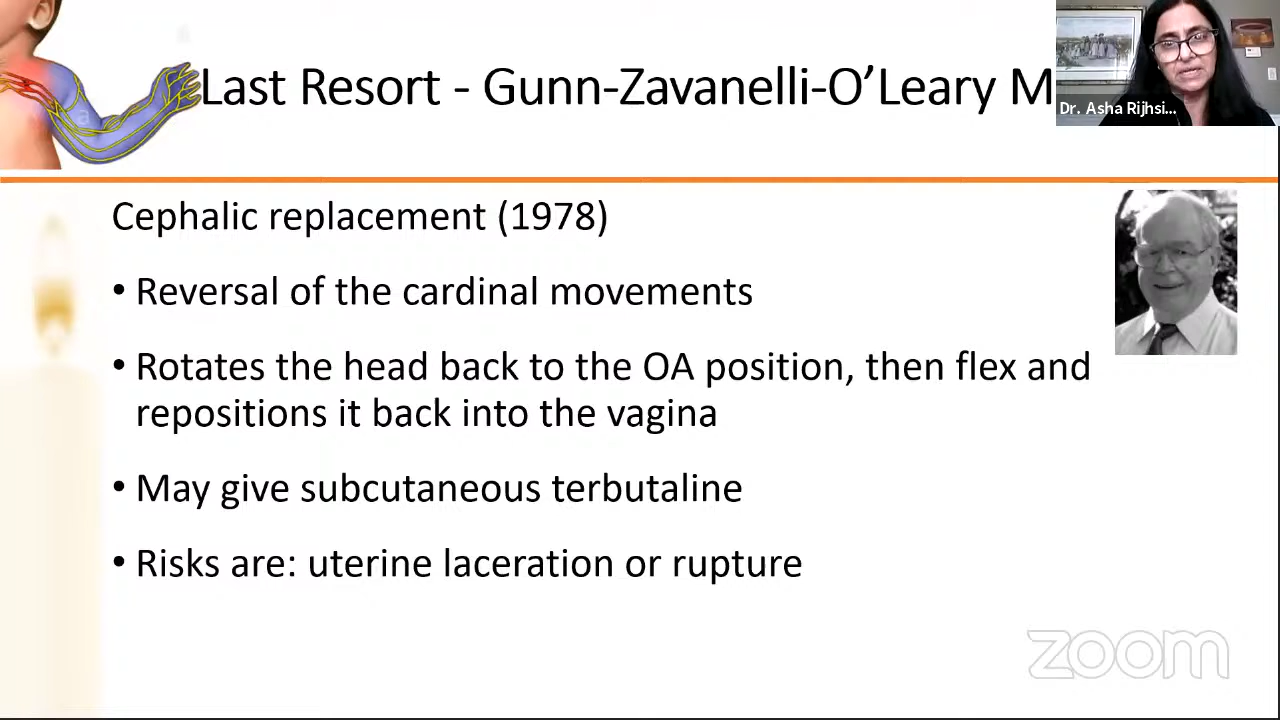 Last Resort - Gunn-Zavanelli-O’Leary M
Dr. Asha Rijhsi...
Cephalic replacement (1978)
• Reversal of the cardinal movements
• Rotates the head back to the OA position, then flex and
repositions it back into the vagina
• May give subcutaneous terbutaline
• Risks are: uterine laceration or rupture
zoom